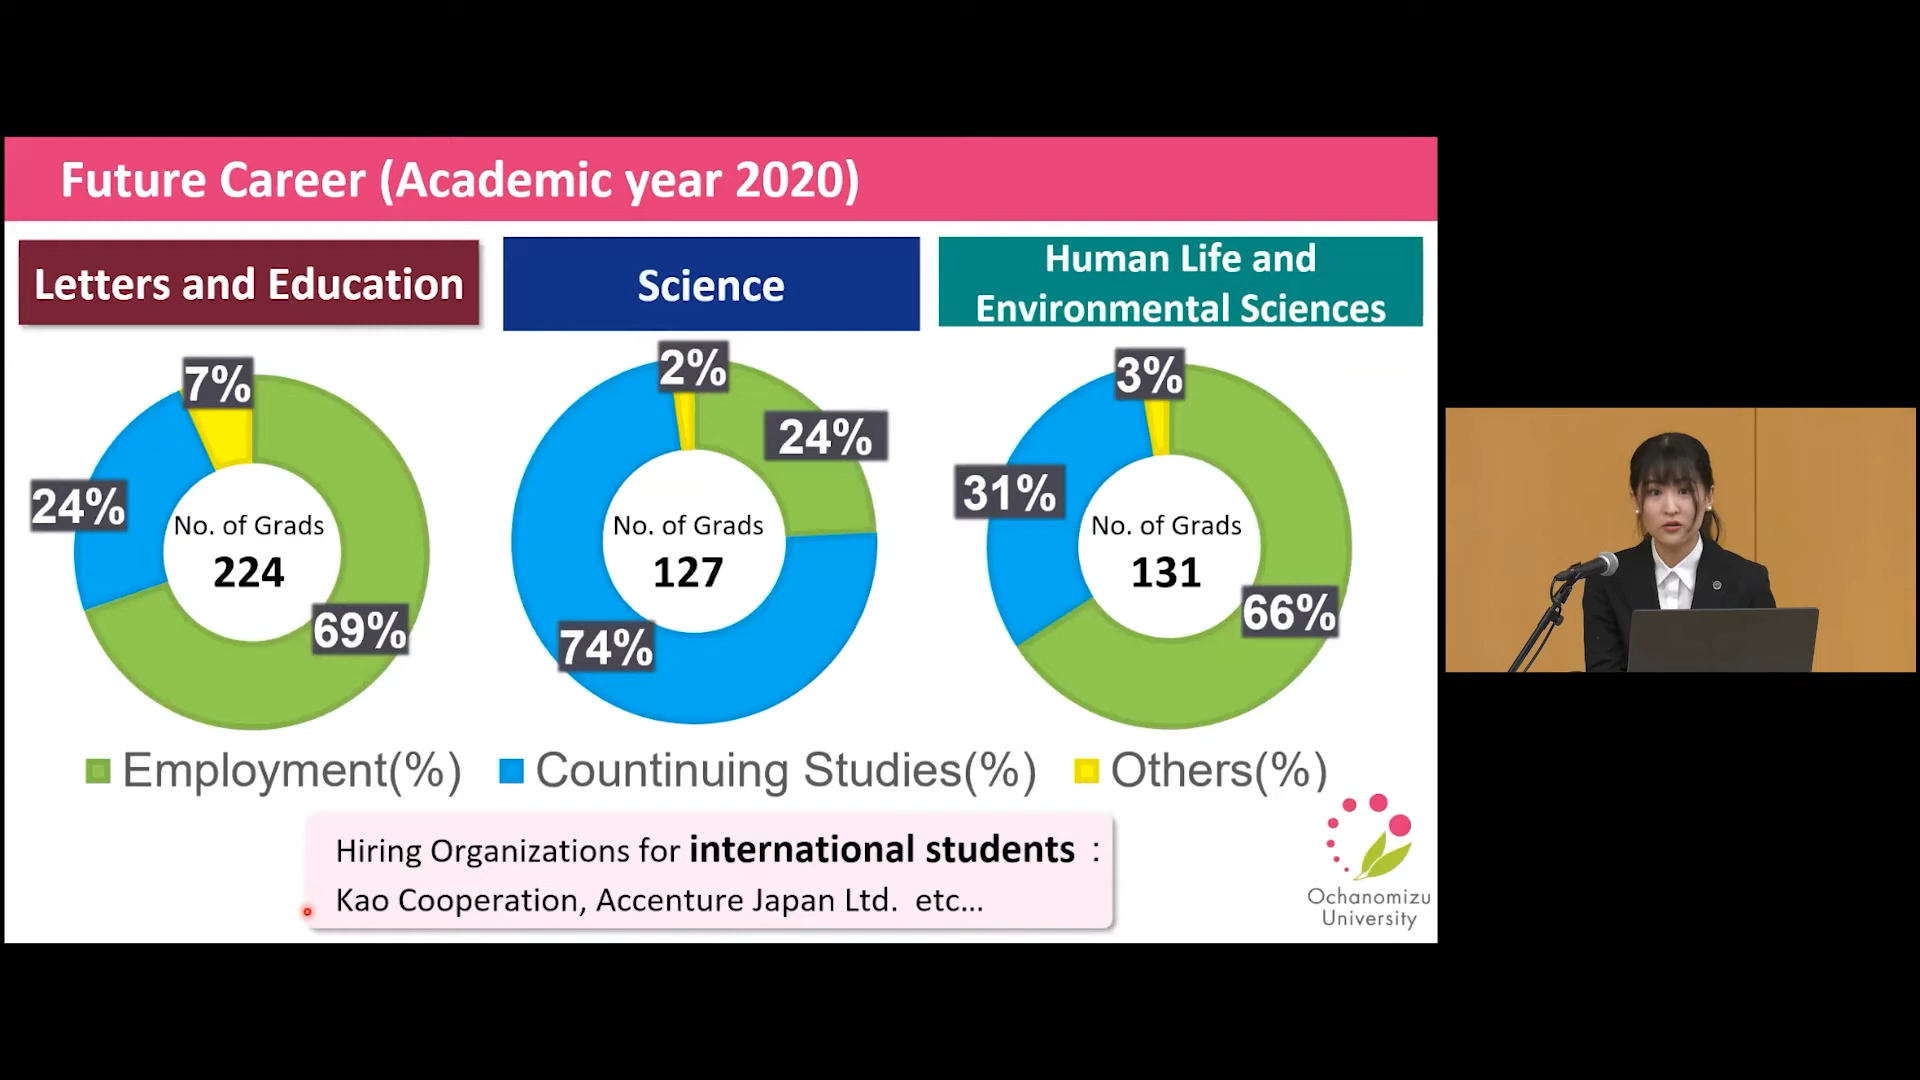 Future Career (Academic year 2020)
Letters and Education
Science
Human Life and
Environmental Sciences
7%
24%
No. of Grads
224
69%
2%
24%
No. of Grads
127
74%
3%
31%
No. of Grads
131
66%
Employment(%)
Countinuing Studies(%)
Others(%)
Hiring Organizations for international students :
Kao Cooperation, Accenture Japan Ltd. etc...
Ochanomizu
University